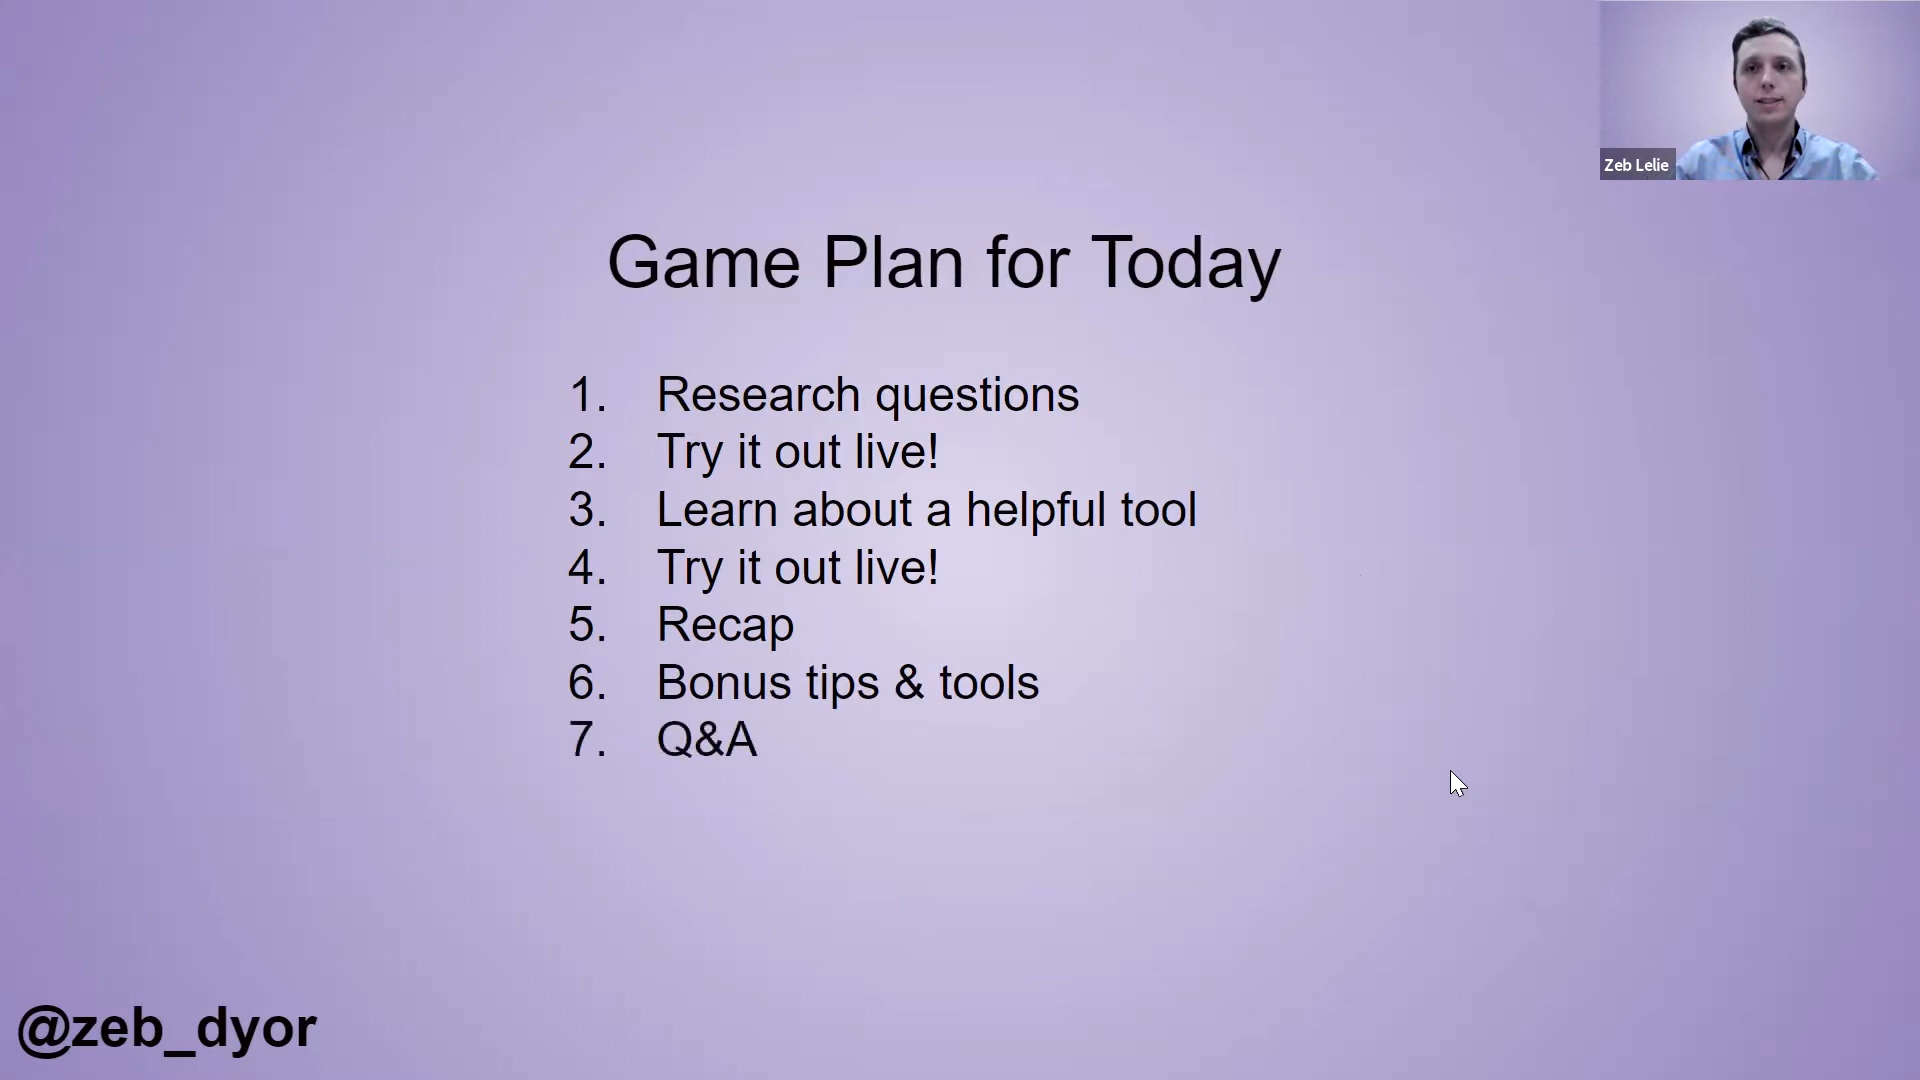 Zeb Lelie
Game Plan for Today
1. Research questions
2. Try it out live!
3. Learn about a helpful tool
4. Try it out live!
5. Recap
6. Bonus tips & tools
7. Q&A
@zeb_dyor